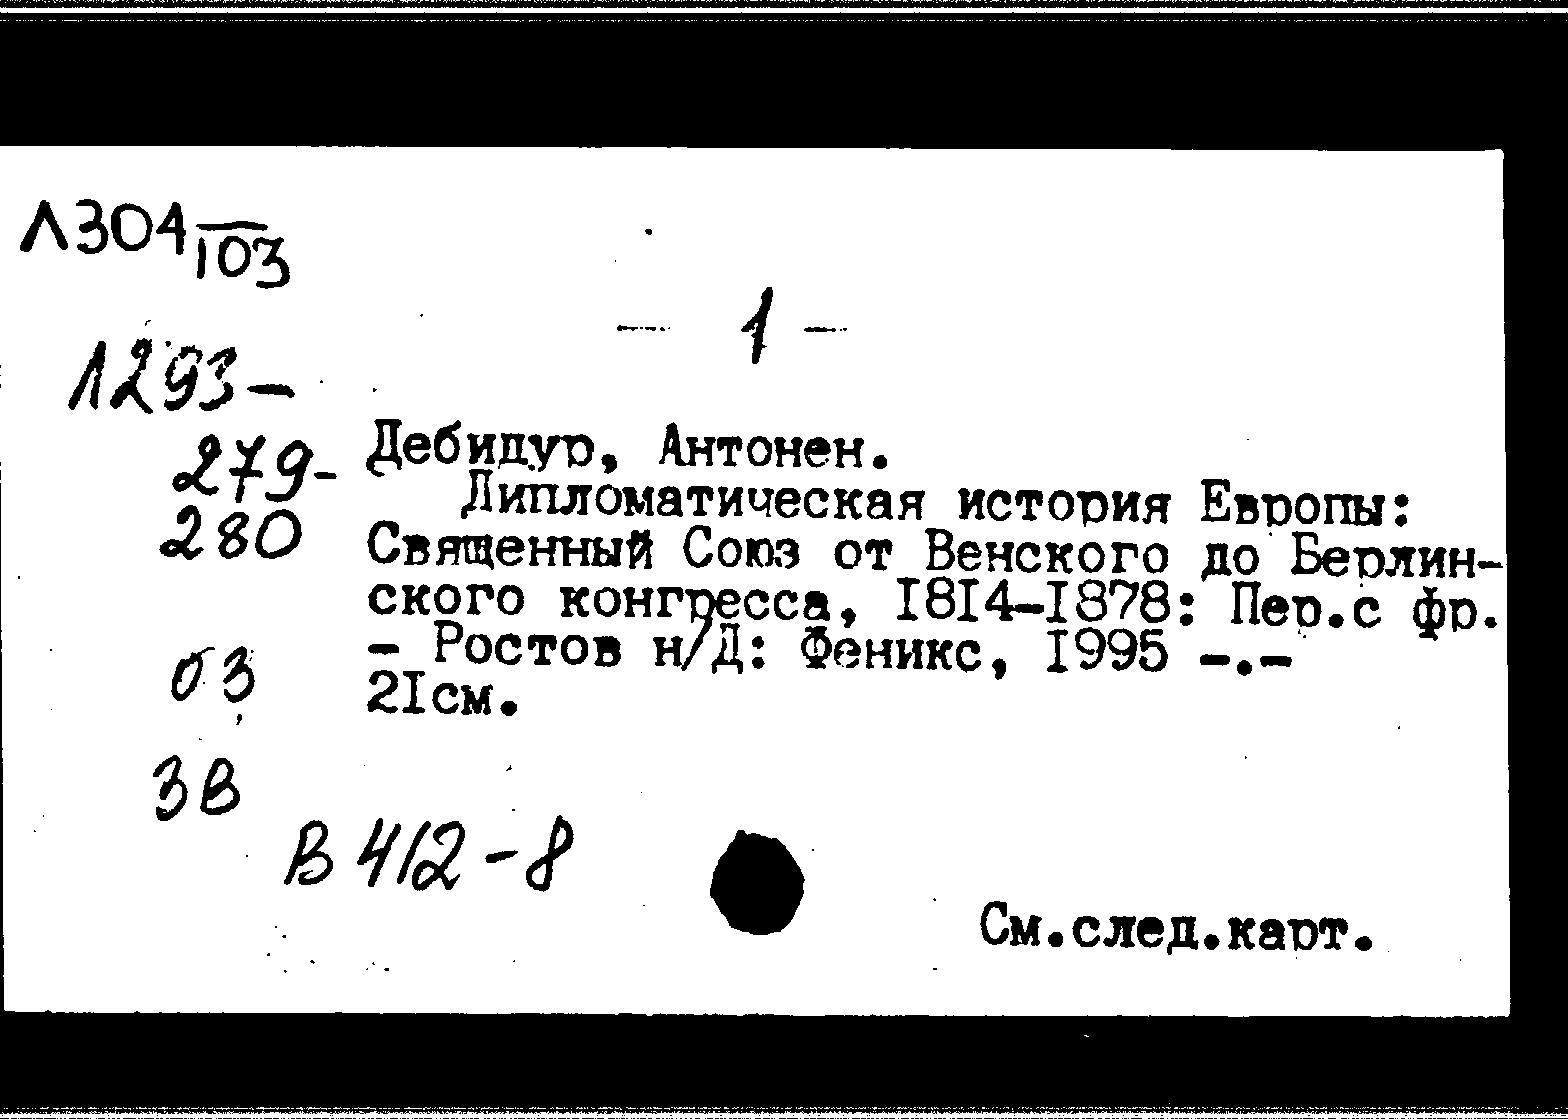 Л304/103
— 1 —
1293-
279-
280
Дебидур, Антонен.
Дипломатическая история Европы:
Священный Союз от Венского до Берлин-
ского конгресса, 1814-1878: Пер.с фр.
- Ростов н/Д: Феникс, 1995 -.-
21см.
03
3В
В 412-8
См.след.карт.